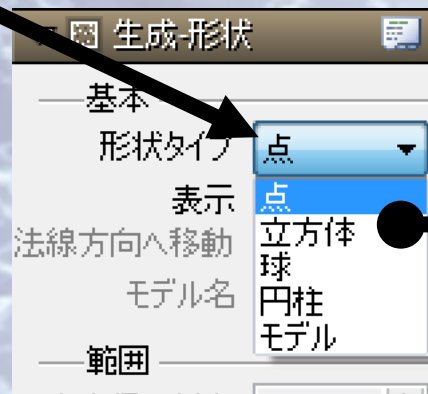 生成-形状
基本
形状タイプ 点
表示 点
立方体
法線方向へ移動
球
モデル名 円柱
モデル
範囲